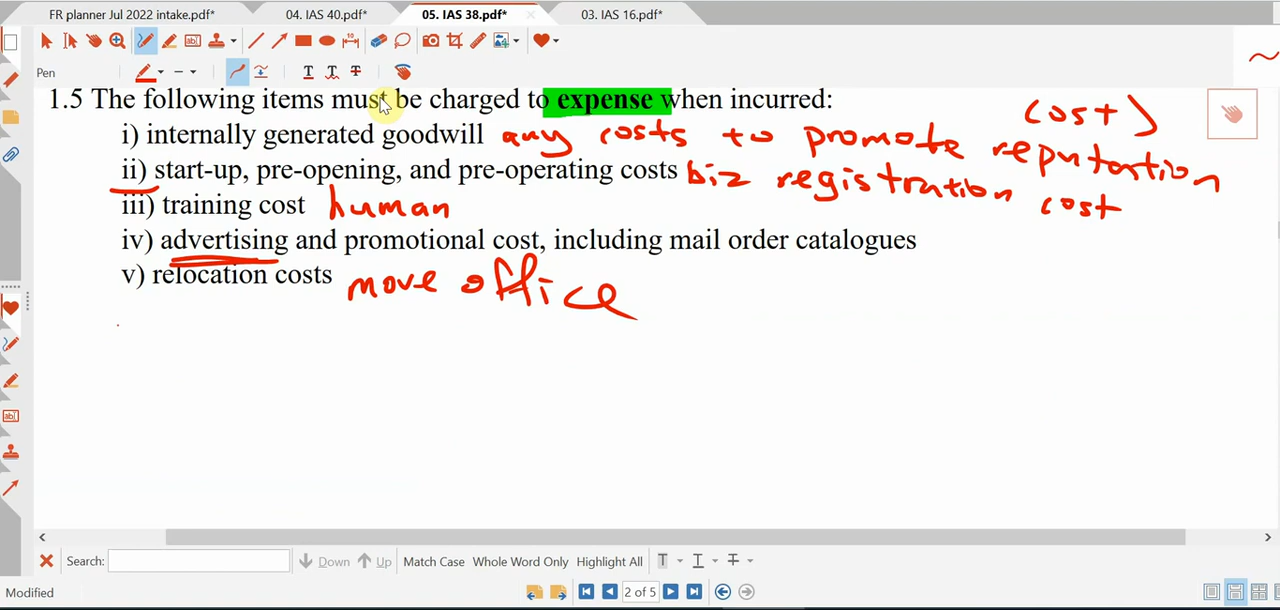 FR planner Jul 2022 intake.pdf*
04. IAS 40.pdf*
05. IAS 38.pdf*
03. IAS 16.pdf*
Pen
1.5 The following items must be charged to expense when incurred:
cost)
i) internally generated goodwill any costs to promote reputation
ii) start-up, pre-opening, and pre-operating costs biz registration cost
iii) training cost human
iv) advertising and promotional cost, including mail order catalogues
v) relocation costs move office
Search: Down Up Match Case Whole Word Only Highlight All
Modified 2 of 5